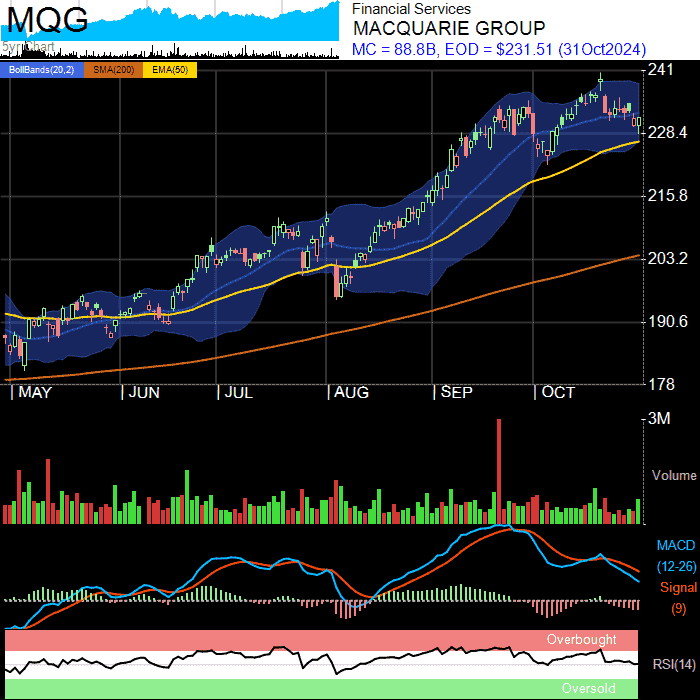 MQG
Financial Services
MACQUARIE GROUP
MC = 88.8B, EOD = $231.51 (31Oct2024)
BollBands(20,2) SMA(200) EMA(50)
241
228.4
215.8
203.2
190.6
178
MAY JUN JUL AUG SEP OCT
3M
Volume
MACD
(12-26)
Signal
(9)
Overbought
RSI(14)
Oversold